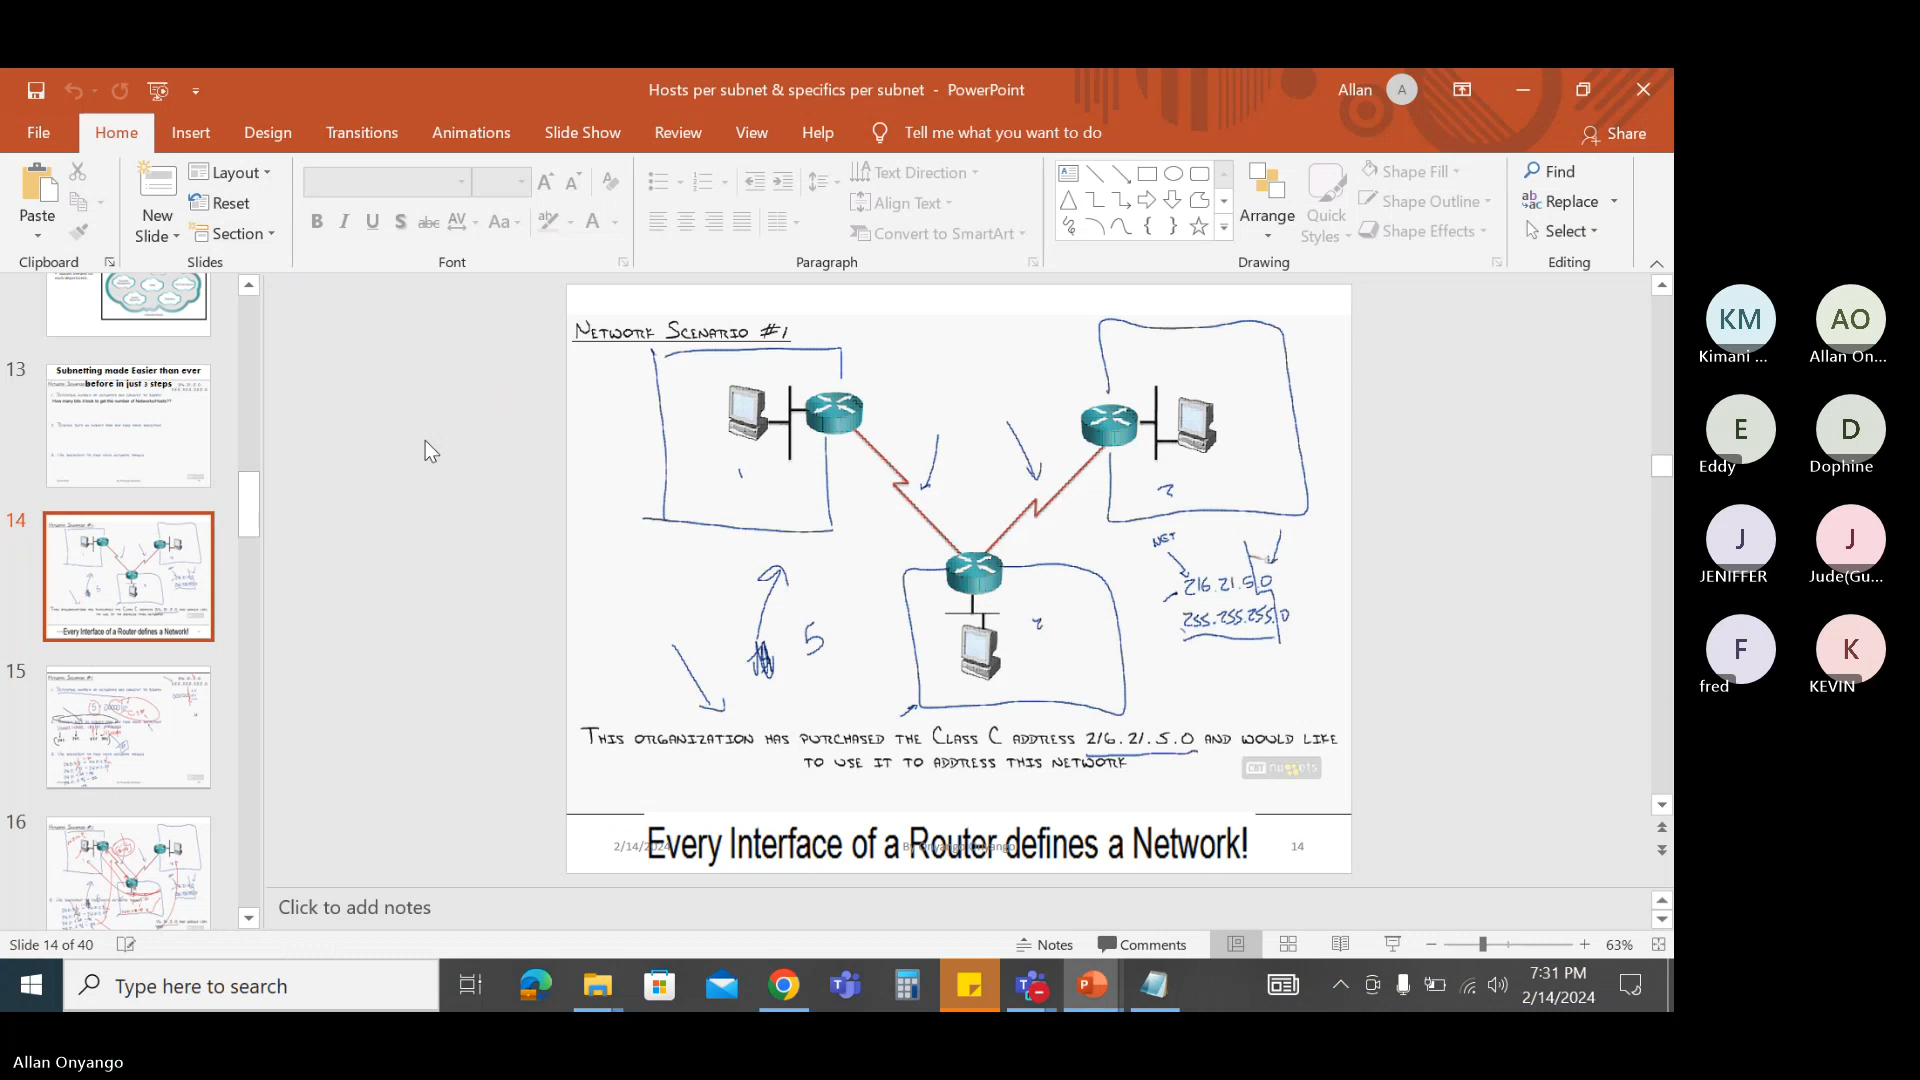 Hosts per subnet & specifics per subnet - PowerPoint
Allan
A
File
Home
Insert
Design
Transitions
Animations
Slide Show
Review
View
Help
Tell me what you want to do
Share
Paste
New
Slide
Layout
Reset
Section
Text Direction
Align Text
Convert to SmartArt
Arrange
Quick
Styles
Shape Fill
Shape Outline
Shape Effects
Find
Replace
Select
Clipboard
Slides
Font
Paragraph
Drawing
Editing
13
Subnetting made Easier than ever
before in just 3 steps
14
Every Interface of a Router defines a Network!
15
16
NETWORK SCENARIO #1
NET
216.21.5.0
255.255.255.0
5
THIS ORGANIZATION HAS PURCHASED THE CLASS C ADDRESS 216.21.5.0 AND WOULD LIKE
TO USE IT TO ADDRESS THIS NETWORK
nuggets
Every Interface of a Router defines a Network!
2/14/2024
14
Click to add notes
Slide 14 of 40
Notes
Comments
63%
Type here to search
7:31 PM
2/14/2024
KM
Kimani ...
AO
Allan On...
E
Eddy
D
Dophine
J
JENIFFER
J
Jude(Gu...
F
fred
K
KEVIN
Allan Onyango